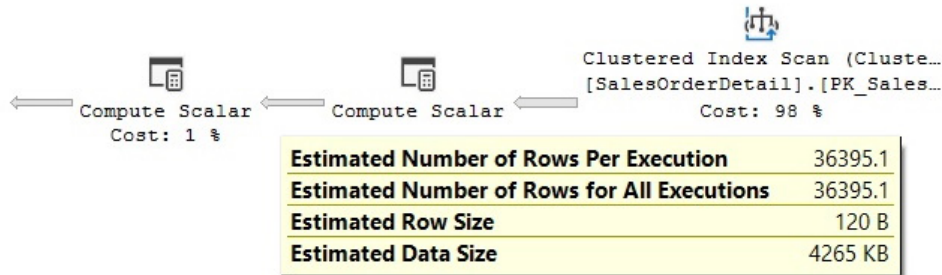 Clustered Index Scan (Cluste…
[SalesOrderDetail].[PK_Sales…
Cost: 98 %
Compute Scalar
Cost: 1 %
Compute Scalar
Estimated Number of Rows Per Execution 36395.1
Estimated Number of Rows for All Executions 36395.1
Estimated Row Size 120 B
Estimated Data Size 4265 KB